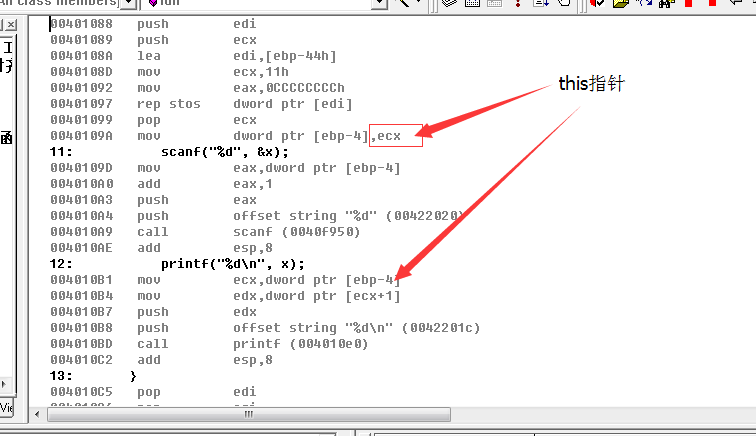 All class members
fun
00401088 push edi
00401089 push ecx
0040108A lea edi,[ebp-44h]
0040108D mov ecx,11h
00401092 mov eax,0CCCCCCCCh
00401097 rep stos dword ptr [edi]
00401099 pop ecx
0040109A mov dword ptr [ebp-4],ecx
this指针
11: scanf("%d", &x);
0040109D mov eax,dword ptr [ebp-4]
004010A0 add eax,1
004010A3 push eax
004010A4 push offset string "%d" (00422020)
004010A9 call scanf (0040f950)
004010AE add esp,8
12: printf("%d\n", x);
004010B1 mov ecx,dword ptr [ebp-4]
004010B4 mov edx,dword ptr [ecx+1]
004010B7 push edx
004010B8 push offset string "%d\n" (0042201c)
004010BD call printf (004010e0)
004010C2 add esp,8
13: }
004010C5 pop edi
函